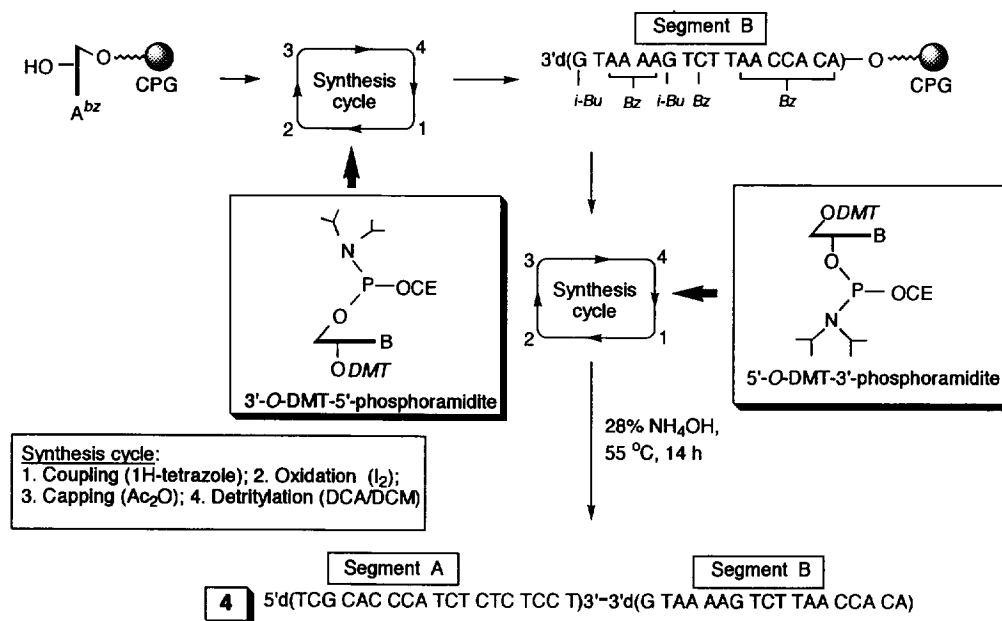 HO
O
CPG
A^bz
3
4
Synthesis
cycle
2
1
Segment B
3'd(G TAA AAG TCT TAA CCA CA)—O
i-Bu Bz i-Bu Bz Bz
CPG
N
P—OCE
O
B
ODMT
3'-O-DMT-5'-phosphoramidite
3
4
Synthesis
cycle
2
1
ODMT
B
O
P—OCE
N
5'-O-DMT-3'-phosphoramidite
28% NH₄OH,
55 °C, 14 h
Synthesis cycle:
1. Coupling (1H-tetrazole); 2. Oxidation (I₂);
3. Capping (Ac₂O); 4. Detritylation (DCA/DCM)
Segment A
Segment B
4 5'd(TCG CAC CCA TCT CTC TCC T)3'–3'd(G TAA AAG TCT TAA CCA CA)